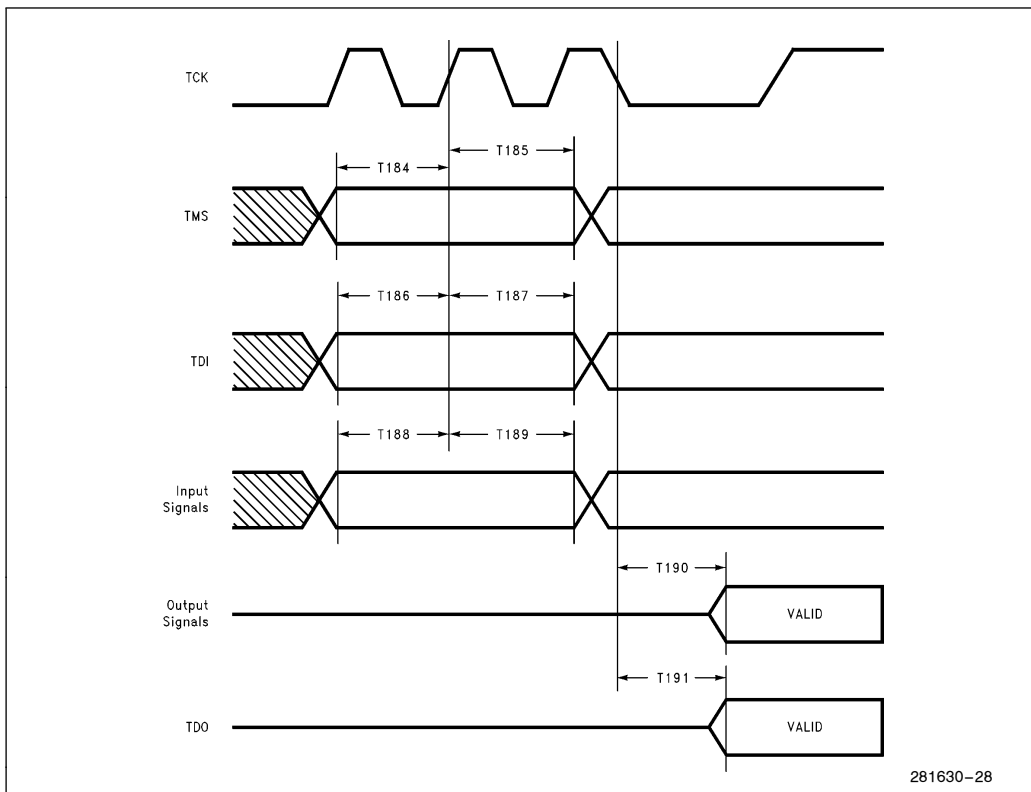 TCK
T185
T184
TMS
T186
T187
TDI
T188
T189
Input
Signals
T190
Output
Signals
VALID
T191
TDO
VALID
281630-28